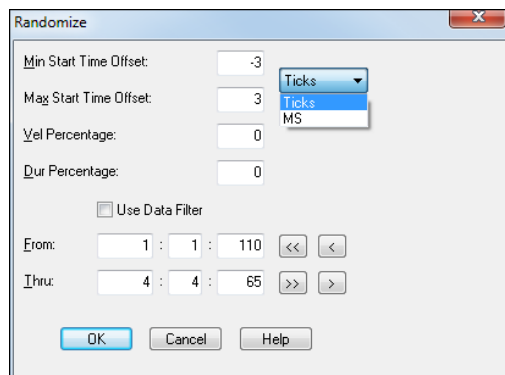 Randomize
Min Start Time Offset: -3
Ticks
Max Start Time Offset: 3
Ticks
MS
Vel Percentage: 0
Dur Percentage: 0
Use Data Filter
From: 1 : 1 : 110 << <
Thru: 4 : 4 : 65 >> >
OK Cancel Help